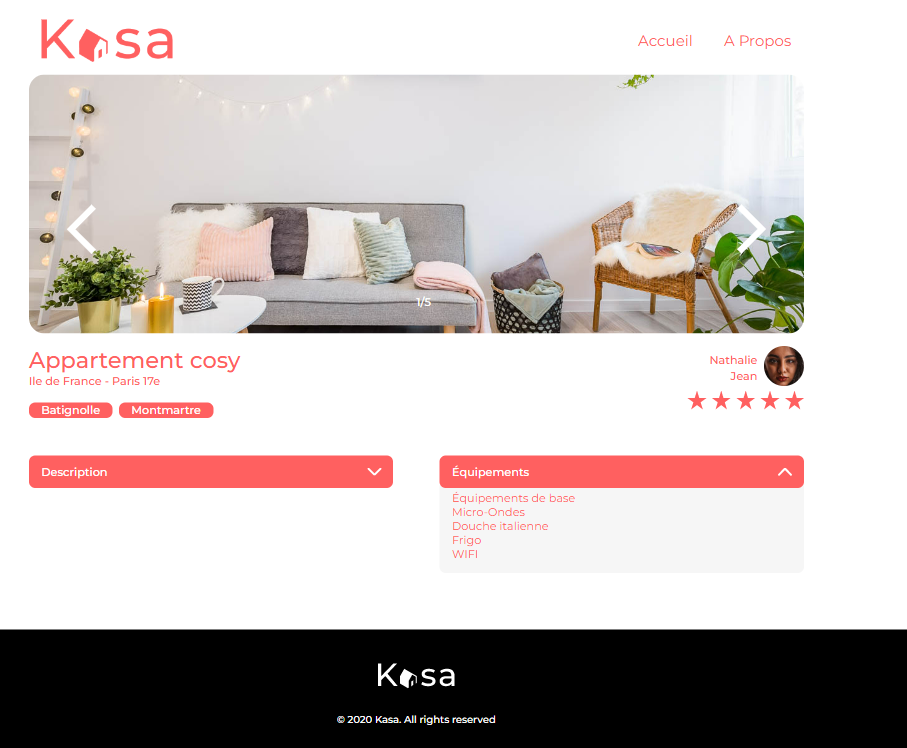 Kasa
Accueil
A Propos
1/5
Appartement cosy
Ile de France - Paris 17e
Batignolle
Montmartre
Nathalie
Jean
Description
Équipements
Équipements de base
Micro-Ondes
Douche italienne
Frigo
WIFI
Kasa
© 2020 Kasa. All rights reserved